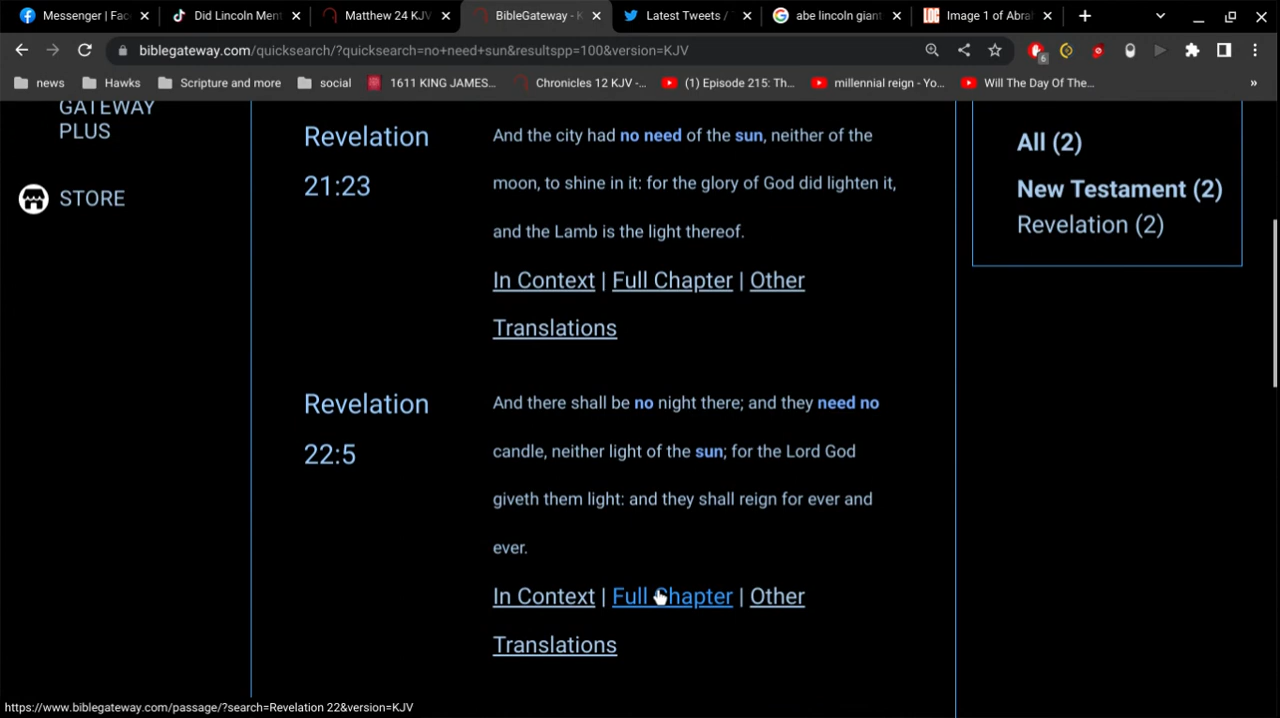 Messenger | Fac
Did Lincoln Ment
Matthew 24 KJV
BibleGateway - K
Latest Tweets /
abe lincoln giant
LOC
Image 1 of Abra
biblegateway.com/quicksearch/?quicksearch=no+need+sun&resultspp=100&version=KJV
6
news
Hawks
Scripture and more
social
1611 KING JAMES...
Chronicles 12 KJV -...
(1) Episode 215: Th...
millennial reign - Yo...
Will The Day Of The...
»
GATEWAY
PLUS
STORE
Revelation
21:23
And the city had no need of the sun, neither of the
moon, to shine in it: for the glory of God did lighten it,
and the Lamb is the light thereof.
In Context | Full Chapter | Other
Translations
Revelation
22:5
And there shall be no night there; and they need no
candle, neither light of the sun; for the Lord God
giveth them light: and they shall reign for ever and
ever.
In Context | Full Chapter | Other
Translations
All (2)
New Testament (2)
Revelation (2)
https://www.biblegateway.com/passage/?search=Revelation 22&version=KJV